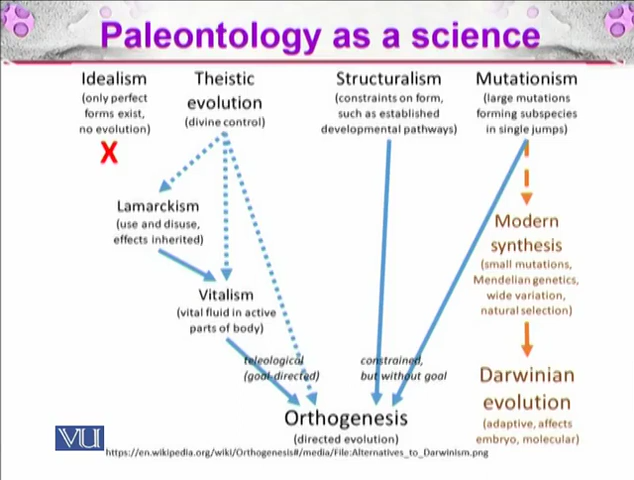 Paleontology as a science
Idealism
(only perfect
forms exist,
no evolution)
X
Theistic
evolution
(divine control)
Structuralism
(constraints on form,
such as established
developmental pathways)
Mutationism
(large mutations
forming subspecies
in single jumps)
Lamarckism
(use and disuse,
effects inherited)
Modern
synthesis
(small mutations,
Mendelian genetics,
wide variation,
natural selection)
Vitalism
(vital fluid in active
parts of body)
teleological
(goal-directed)
constrained,
but without goal
Orthogenesis
(directed evolution)
Darwinian
evolution
(adaptive, affects
embryo, molecular)
VU
https://en.wikipedia.org/wiki/Orthogenesis#/media/File:Alternatives_to_Darwinism.png